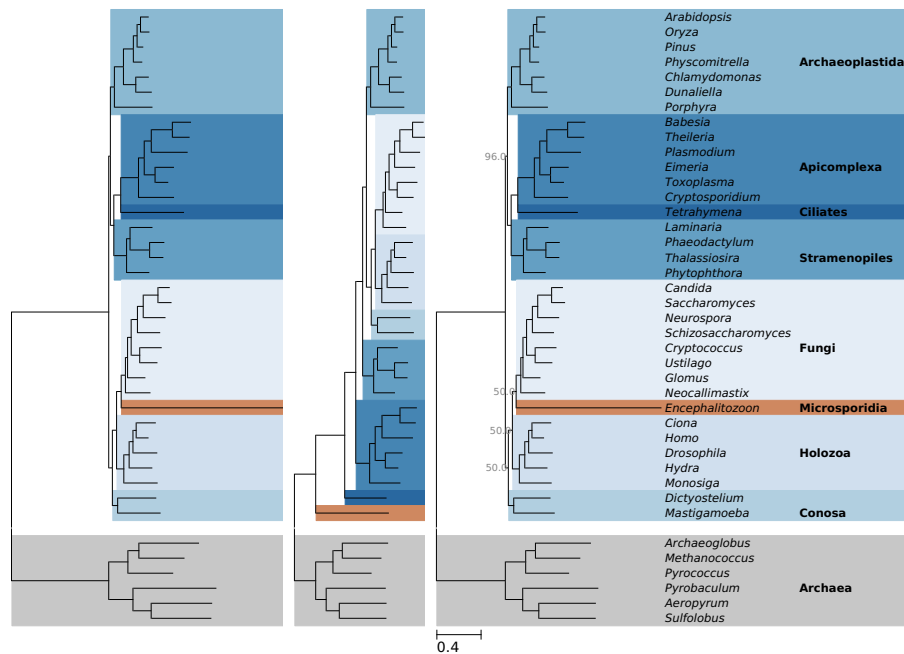 Arabidopsis
Oryza
Pinus
Physcomitrella Archaeoplastida
Chlamydomonas
Dunaliella
Porphyra
Babesia
Theileria
96.0 Plasmodium
Eimeria Apicomplexa
Toxoplasma
Cryptosporidium
Tetrahymena Ciliates
Laminaria
Phaeodactylum
Thalassiosira Stramenopiles
Phytophthora
Candida
Saccharomyces
Neurospora
Schizosaccharomyces
Cryptococcus Fungi
Ustilago
Glomus
50.0 Neocallimastix
Encephalitozoon Microsporidia
Ciona
50.0 Homo
Drosophila Holozoa
50.0 Hydra
Monosiga
Dictyostelium
Mastigamoeba Conosa
Archaeoglobus
Methanococcus
Pyrococcus
Pyrobaculum Archaea
Aeropyrum
Sulfolobus
0.4